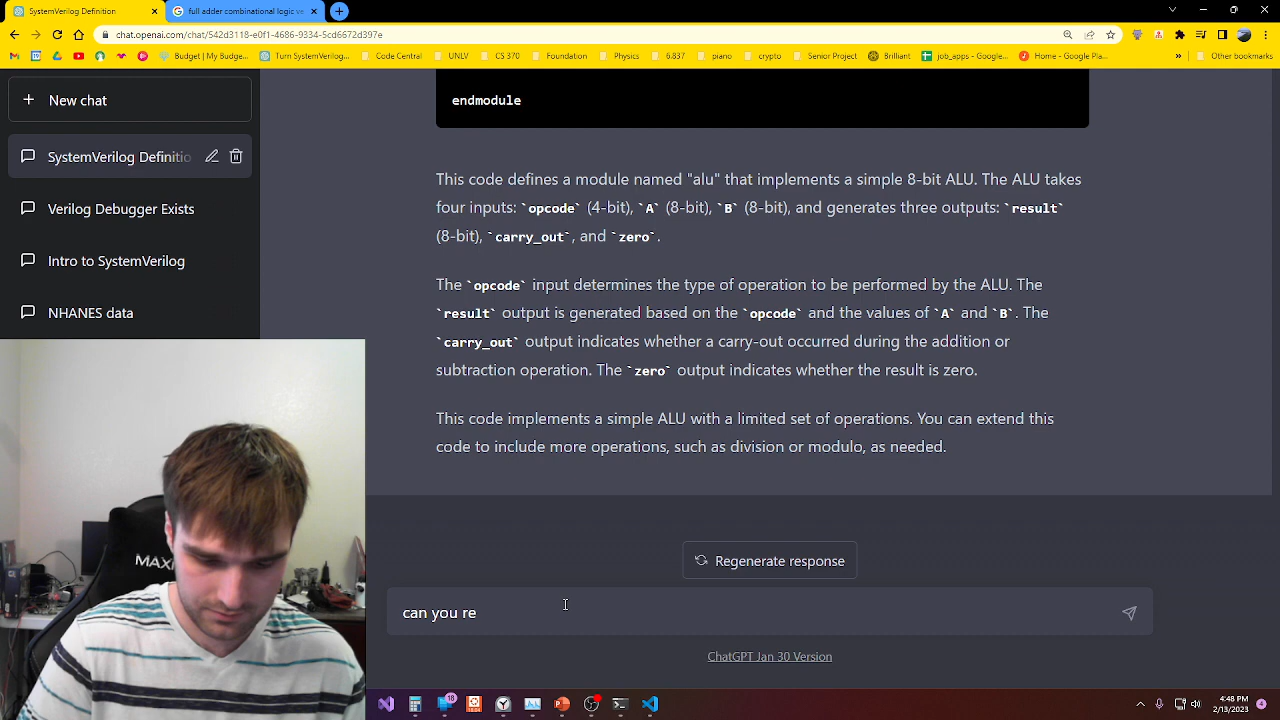 SystemVerilog Definition
full adder combinational logic ve
chat.openai.com/chat/542d3118-e0f1-4686-9334-5cd6672d397e
Budget | My Budge...
Turn SystemVerilog...
Code Central
UNLV
CS 370
Foundation
Physics
6.837
piano
crypto
Senior Project
Brilliant
job_apps - Google...
Home - Google Pla...
»
Other bookmarks
New chat
SystemVerilog Definitio
Verilog Debugger Exists
Intro to SystemVerilog
NHANES data
endmodule
This code defines a module named "alu" that implements a simple 8-bit ALU. The ALU takes
four inputs: `opcode` (4-bit), `A` (8-bit), `B` (8-bit), and generates three outputs: `result`
(8-bit), `carry_out`, and `zero`.
The `opcode` input determines the type of operation to be performed by the ALU. The
`result` output is generated based on the `opcode` and the values of `A` and `B`. The
`carry_out` output indicates whether a carry-out occurred during the addition or
subtraction operation. The `zero` output indicates whether the result is zero.
This code implements a simple ALU with a limited set of operations. You can extend this
code to include more operations, such as division or modulo, as needed.
Regenerate response
can you re
ChatGPT Jan 30 Version
MAXI
18
4:48 PM
2/13/2023
4